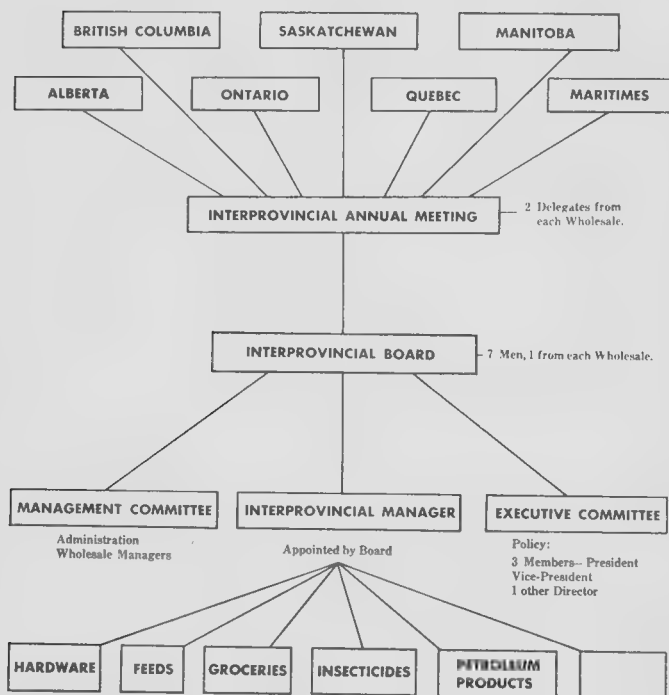 BRITISH COLUMBIA
SASKATCHEWAN
MANITOBA
ALBERTA
ONTARIO
QUEBEC
MARITIMES
INTERPROVINCIAL ANNUAL MEETING
2 Delegates from
each Wholesale.
INTERPROVINCIAL BOARD
7 Men, 1 from each Wholesale.
MANAGEMENT COMMITTEE
INTERPROVINCIAL MANAGER
EXECUTIVE COMMITTEE
Administration
Wholesale Managers
Appointed by Board
Policy:
3 Members-- President
Vice-President
1 other Director
HARDWARE
FEEDS
GROCERIES
INSECTICIDES
PETROLEUM
PRODUCTS